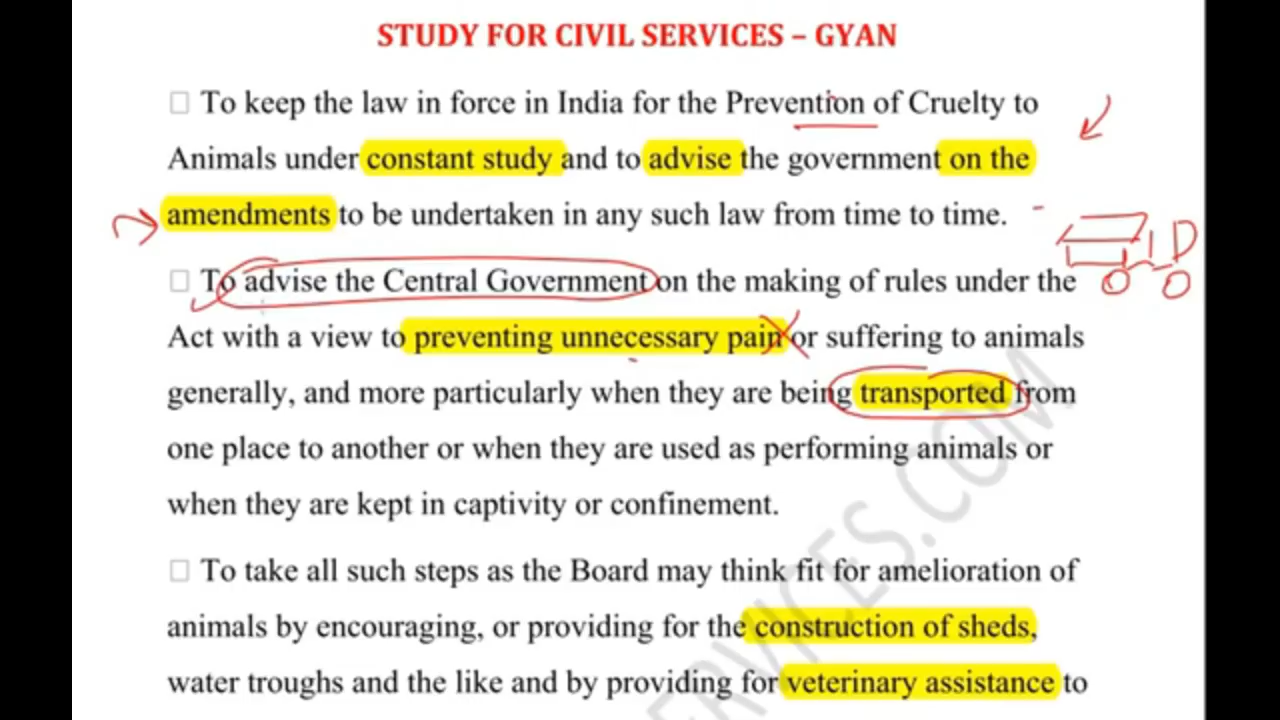 STUDY FOR CIVIL SERVICES – GYAN
☐ To keep the law in force in India for the Prevention of Cruelty to
Animals under constant study and to advise the government on the
amendments to be undertaken in any such law from time to time.
☐ To advise the Central Government on the making of rules under the
Act with a view to preventing unnecessary pain or suffering to animals
generally, and more particularly when they are being transported from
one place to another or when they are used as performing animals or
when they are kept in captivity or confinement.
☐ To take all such steps as the Board may think fit for amelioration of
animals by encouraging, or providing for the construction of sheds,
water troughs and the like and by providing for veterinary assistance to
ERVICES.COM